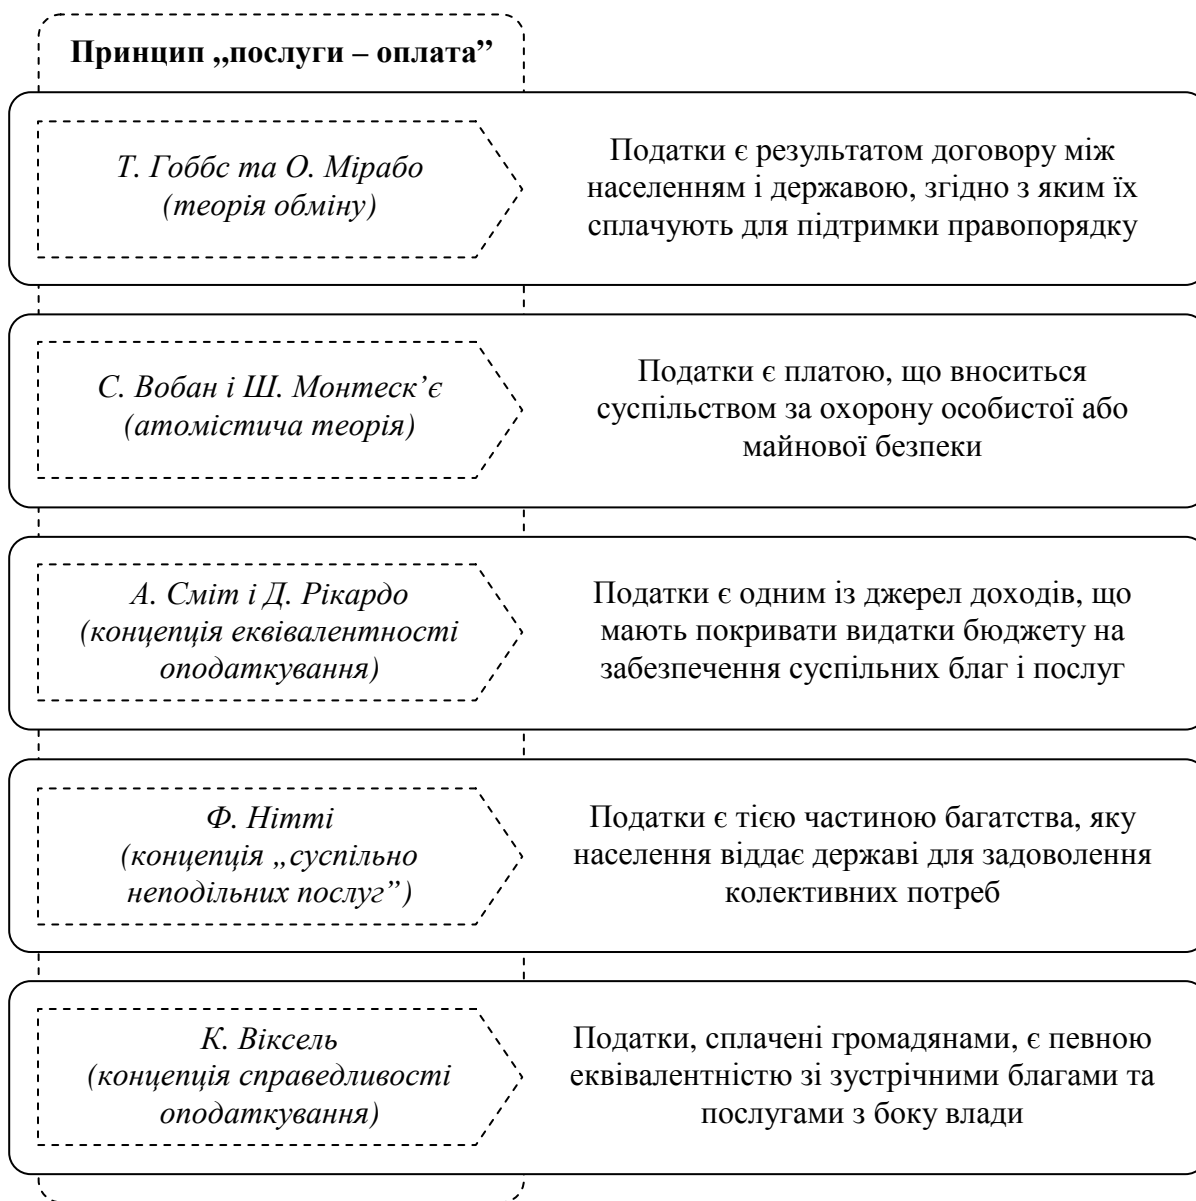 Принцип „послуги – оплата”
Т. Гоббс та О. Мірабо
(теорія обміну)
Податки є результатом договору між
населенням і державою, згідно з яким їх
сплачують для підтримки правопорядку
С. Вобан і Ш. Монтеск’є
(атомістича теорія)
Податки є платою, що вноситься
суспільством за охорону особистої або
майнової безпеки
А. Сміт і Д. Рікардо
(концепція еквівалентності
оподаткування)
Податки є одним із джерел доходів, що
мають покривати видатки бюджету на
забезпечення суспільних благ і послуг
Ф. Нітті
(концепція „суспільно
неподільних послуг”)
Податки є тією частиною багатства, яку
населення віддає державі для задоволення
колективних потреб
К. Віксель
(концепція справедливості
оподаткування)
Податки, сплачені громадянами, є певною
еквівалентністю зі зустрічними благами та
послугами з боку влади